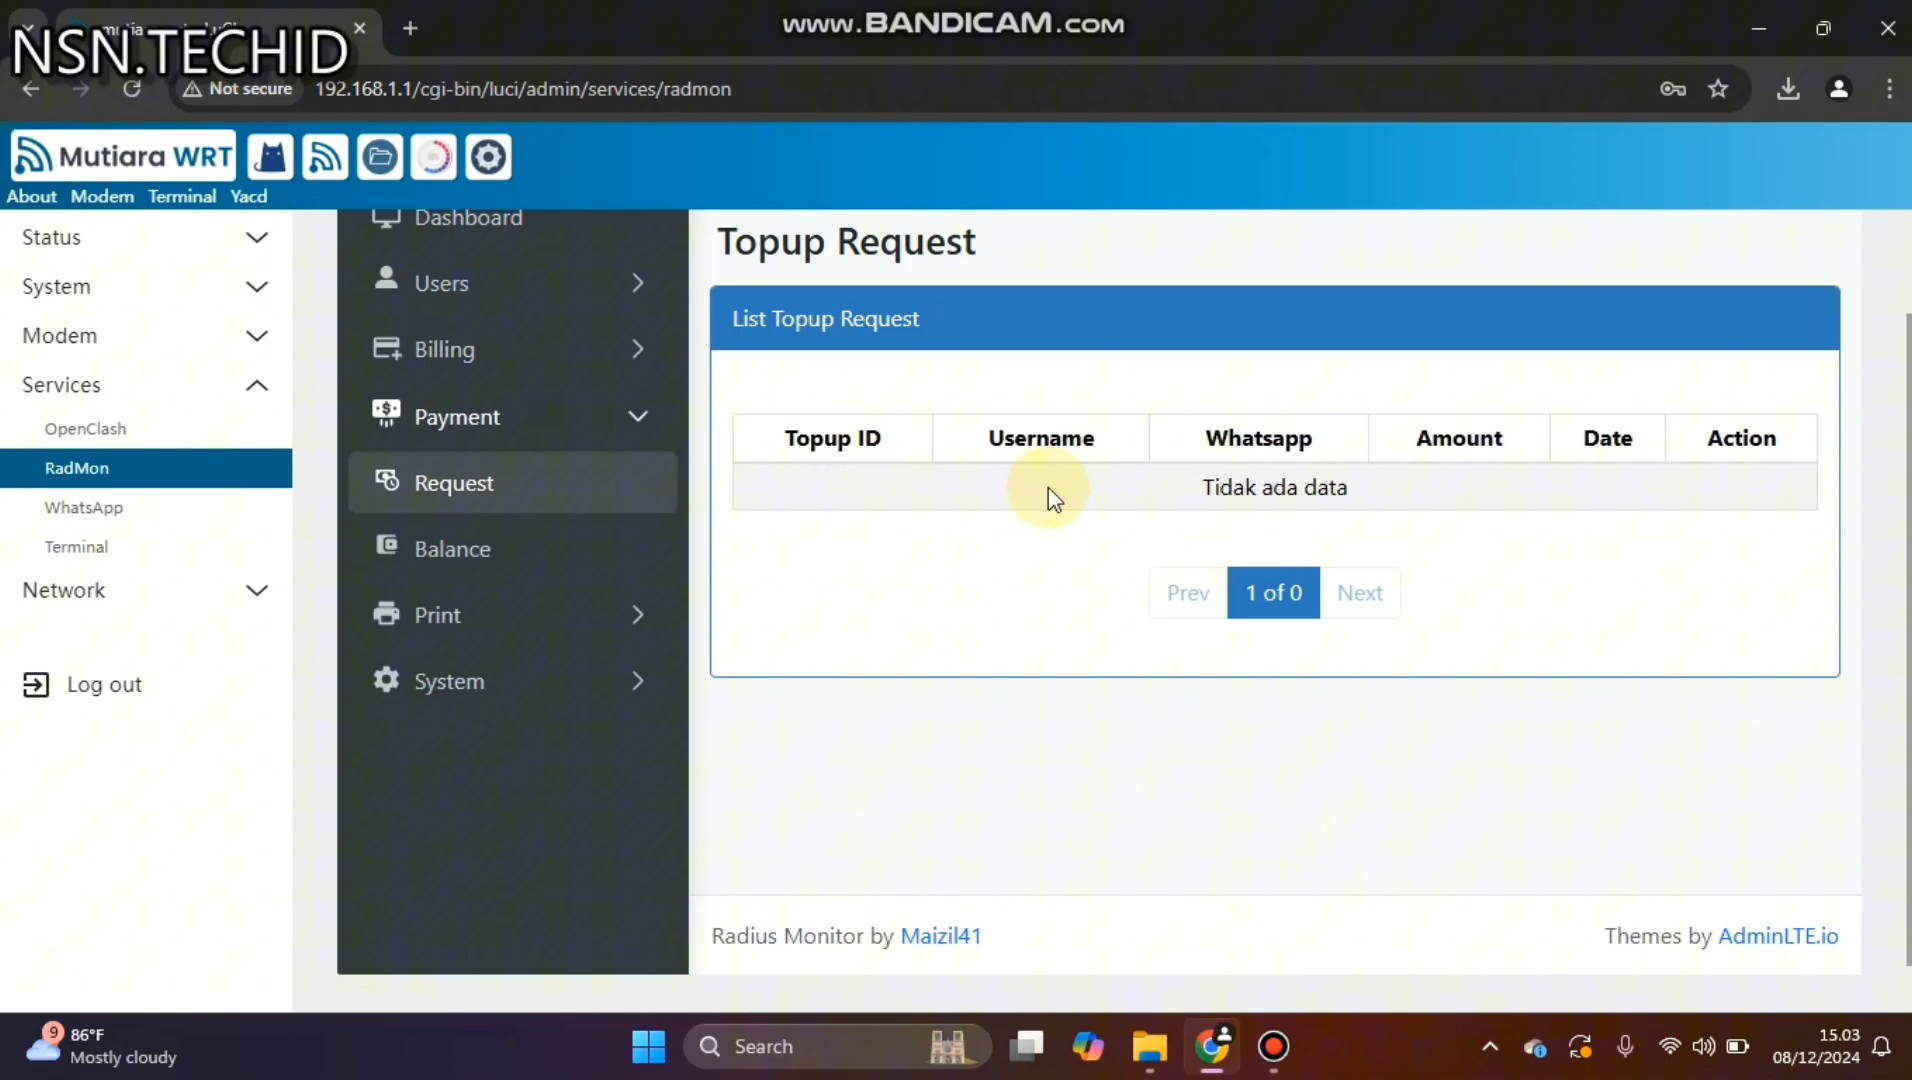 www.BANDICAM.com
NSN.TECHID
Not secure
192.168.1.1/cgi-bin/luci/admin/services/radmon
Mutiara WRT
About Modem Terminal Yacd
Status
System
Modem
Services
OpenClash
RadMon
WhatsApp
Terminal
Network
Log out
Dashboard
Users
Billing
Payment
Request
Balance
Print
System
Topup Request
List Topup Request
Topup ID Username Whatsapp Amount Date Action
Tidak ada data
Prev 1 of 0 Next
Radius Monitor by Maizil41
Themes by AdminLTE.io
9
86°F
Mostly cloudy
Search
15.03
08/12/2024